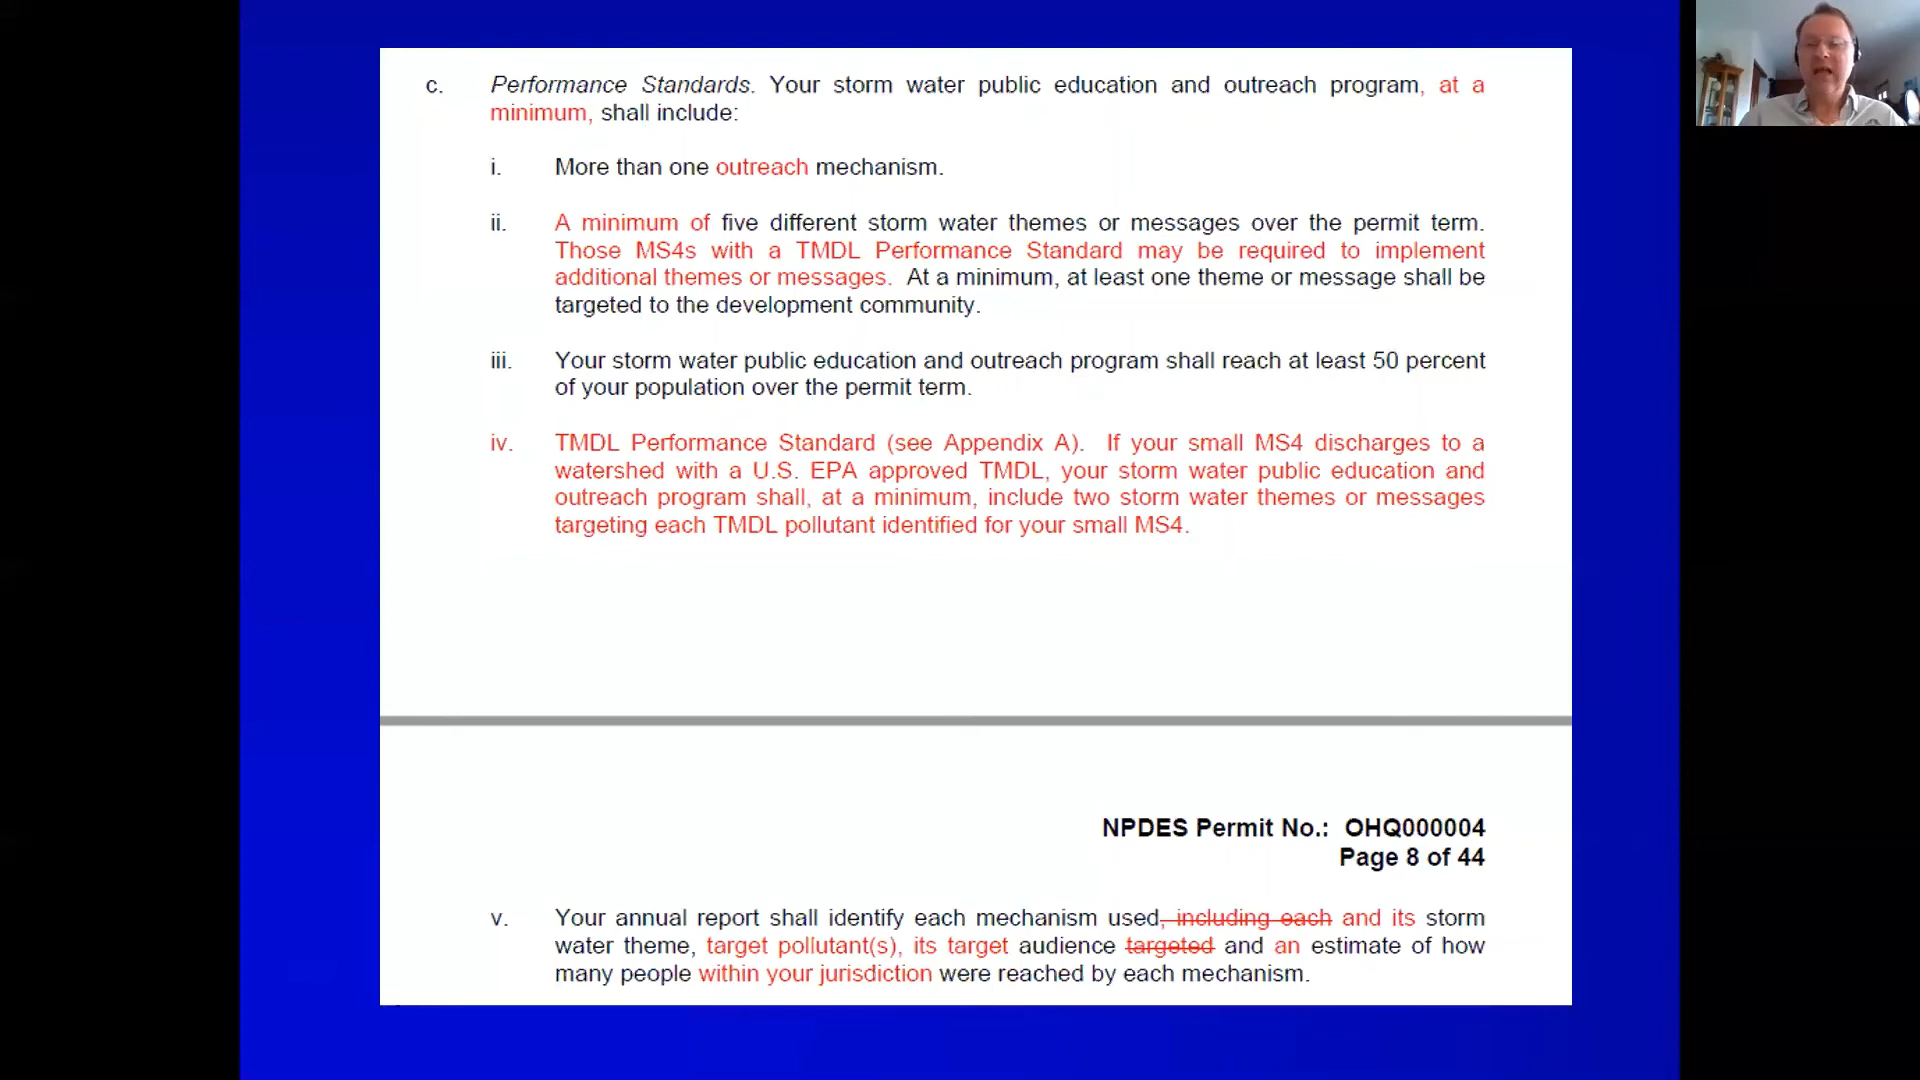 c. Performance Standards. Your storm water public education and outreach program, at a
minimum, shall include:
i. More than one outreach mechanism.
ii. A minimum of five different storm water themes or messages over the permit term.
Those MS4s with a TMDL Performance Standard may be required to implement
additional themes or messages. At a minimum, at least one theme or message shall be
targeted to the development community.
iii. Your storm water public education and outreach program shall reach at least 50 percent
of your population over the permit term.
iv. TMDL Performance Standard (see Appendix A). If your small MS4 discharges to a
watershed with a U.S. EPA approved TMDL, your storm water public education and
outreach program shall, at a minimum, include two storm water themes or messages
targeting each TMDL pollutant identified for your small MS4.
NPDES Permit No.: OHQ000004
Page 8 of 44
v. Your annual report shall identify each mechanism used, including each and its storm
water theme, target pollutant(s), its target audience targeted and an estimate of how
many people within your jurisdiction were reached by each mechanism.